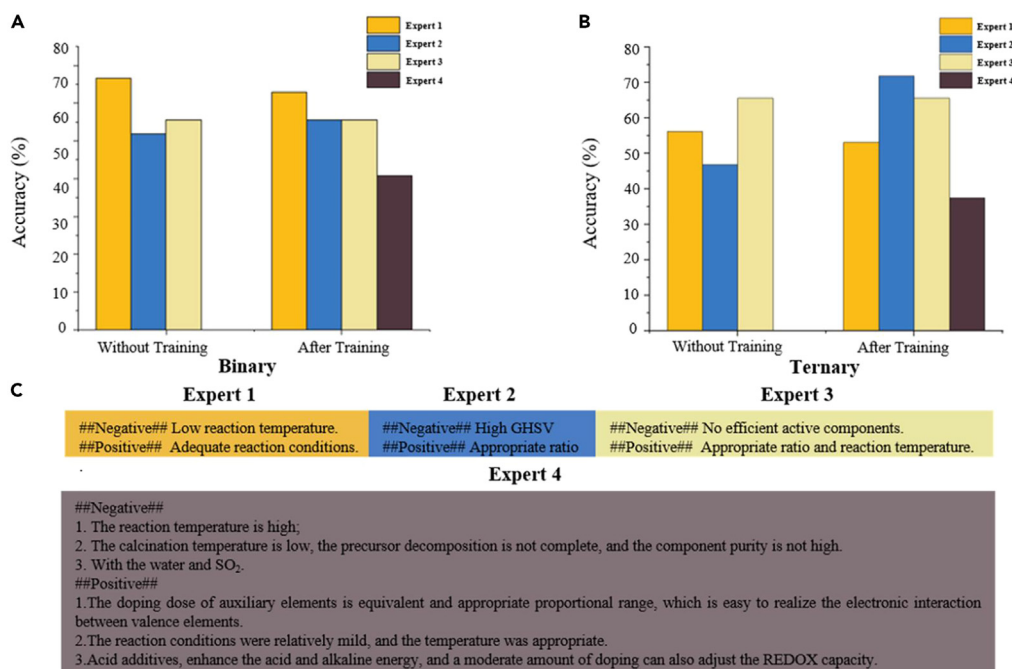 A
Expert 1
Expert 2
Expert 3
Expert 4
80
70
60
50
40
30
20
10
0
Accuracy (%)
Without Training
After Training
Binary
B
Expert 1
Expert 2
Expert 3
Expert 4
80
70
60
50
40
30
20
10
0
Accuracy (%)
Without Training
After Training
Ternary
C
Expert 1
Expert 2
Expert 3
##Negative## Low reaction temperature.
##Positive## Adequate reaction conditions.
##Negative## High GHSV
##Positive## Appropriate ratio
##Negative## No efficient active components.
##Positive## Appropriate ratio and reaction temperature.
.
Expert 4
##Negative##
1. The reaction temperature is high;
2. The calcination temperature is low, the precursor decomposition is not complete, and the component purity is not high.
3. With the water and SO₂.
##Positive##
1.The doping dose of auxiliary elements is equivalent and appropriate proportional range, which is easy to realize the electronic interaction
between valence elements.
2.The reaction conditions were relatively mild, and the temperature was appropriate.
3.Acid additives, enhance the acid and alkaline energy, and a moderate amount of doping can also adjust the REDOX capacity.